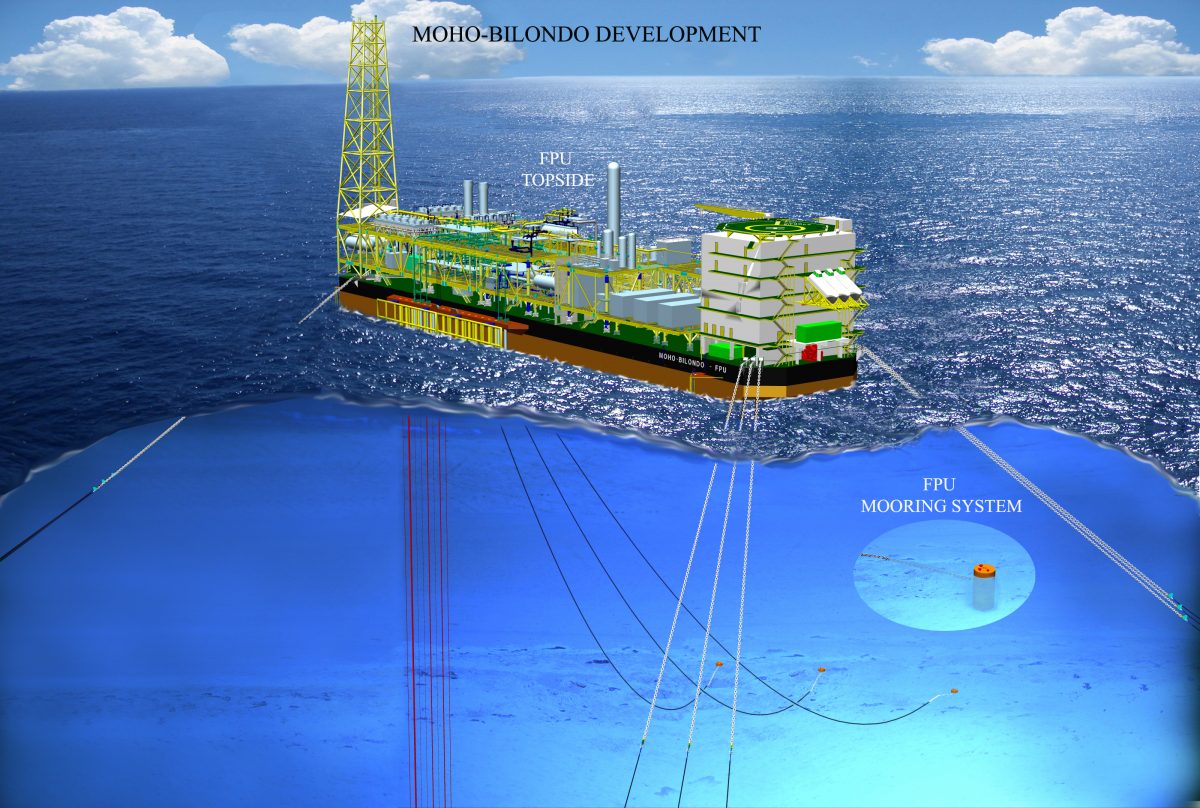 MOHO-BILONDO DEVELOPMENT
FPU
TOPSIDE
MOHO-BILONDO - FPU
FPU
MOORING SYSTEM